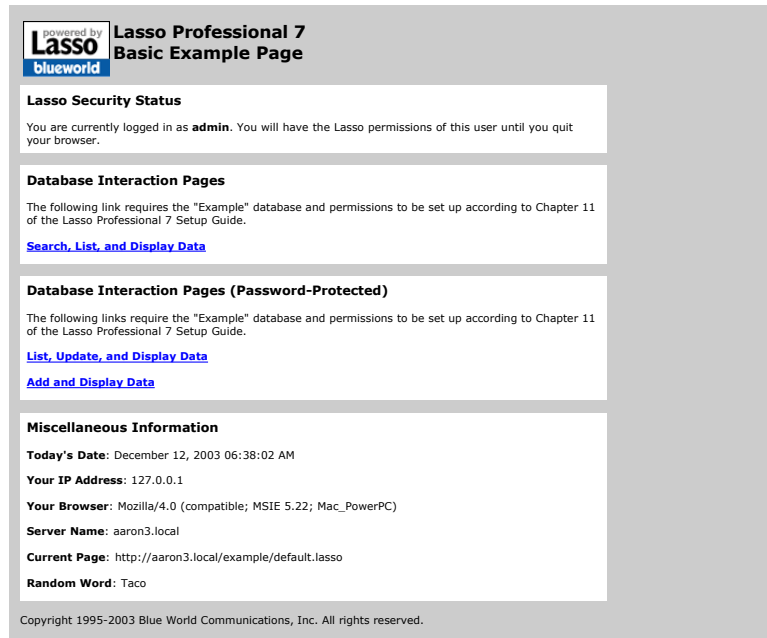 powered by
Lasso
blueworld
Lasso Professional 7
Basic Example Page
Lasso Security Status
You are currently logged in as admin. You will have the Lasso permissions of this user until you quit
your browser.
Database Interaction Pages
The following link requires the "Example" database and permissions to be set up according to Chapter 11
of the Lasso Professional 7 Setup Guide.
Search, List, and Display Data
Database Interaction Pages (Password-Protected)
The following links require the "Example" database and permissions to be set up according to Chapter 11
of the Lasso Professional 7 Setup Guide.
List, Update, and Display Data
Add and Display Data
Miscellaneous Information
Today's Date: December 12, 2003 06:38:02 AM
Your IP Address: 127.0.0.1
Your Browser: Mozilla/4.0 (compatible; MSIE 5.22; Mac_PowerPC)
Server Name: aaron3.local
Current Page: http://aaron3.local/example/default.lasso
Random Word: Taco
Copyright 1995-2003 Blue World Communications, Inc. All rights reserved.